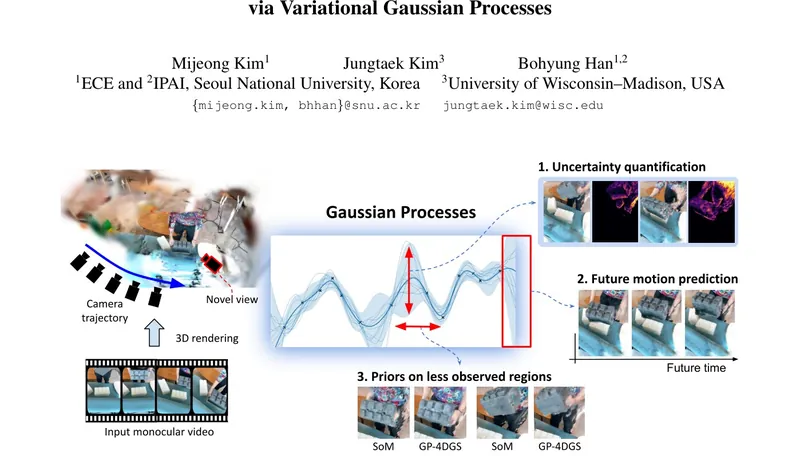 via Variational Gaussian Processes
Mijeong Kim1 Jungtaek Kim3 Bohyung Han1,2
1ECE and 2IPAI, Seoul National University, Korea 3University of Wisconsin–Madison, USA
{mijeong.kim, bhhan}@snu.ac.kr jungtaek.kim@wisc.edu
1. Uncertainty quantification
Gaussian Processes
2. Future motion prediction
Camera
trajectory
Novel view
3D rendering
Future time
3. Priors on less observed regions
Input monocular video
SoM GP-4DGS SoM GP-4DGS